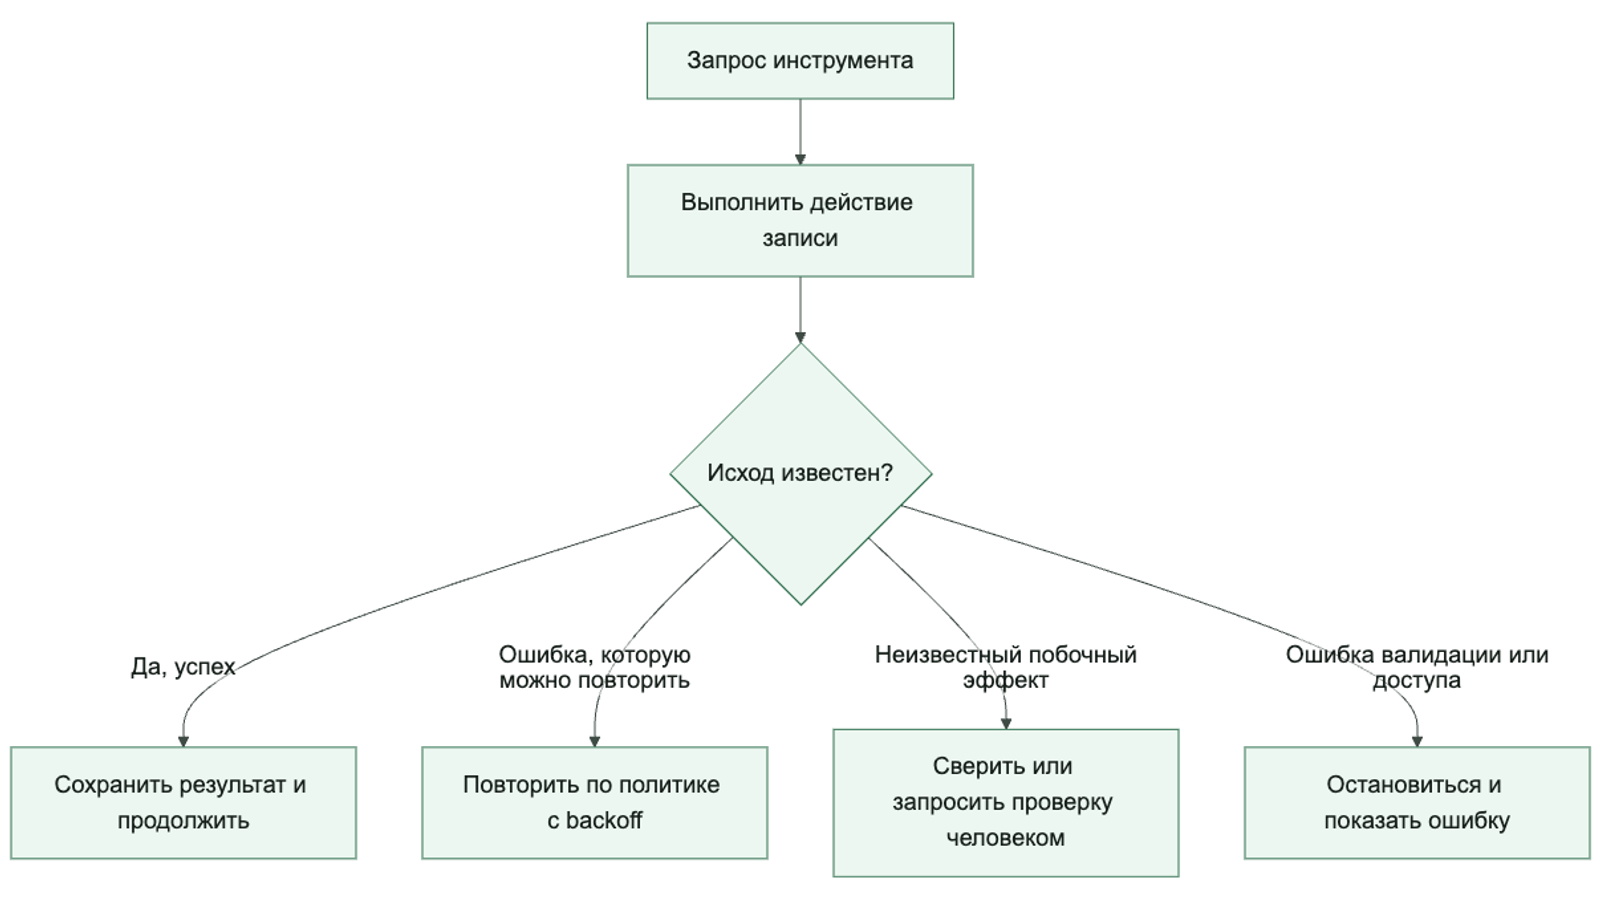 Запрос инструмента
Выполнить действие
записи
Исход известен?
Да, успех
Ошибка, которую
можно повторить
Неизвестный побочный
эффект
Ошибка валидации или
доступа
Сохранить результат и
продолжить
Повторить по политике
с backoff
Сверить или
запросить проверку
человеком
Остановиться и
показать ошибку